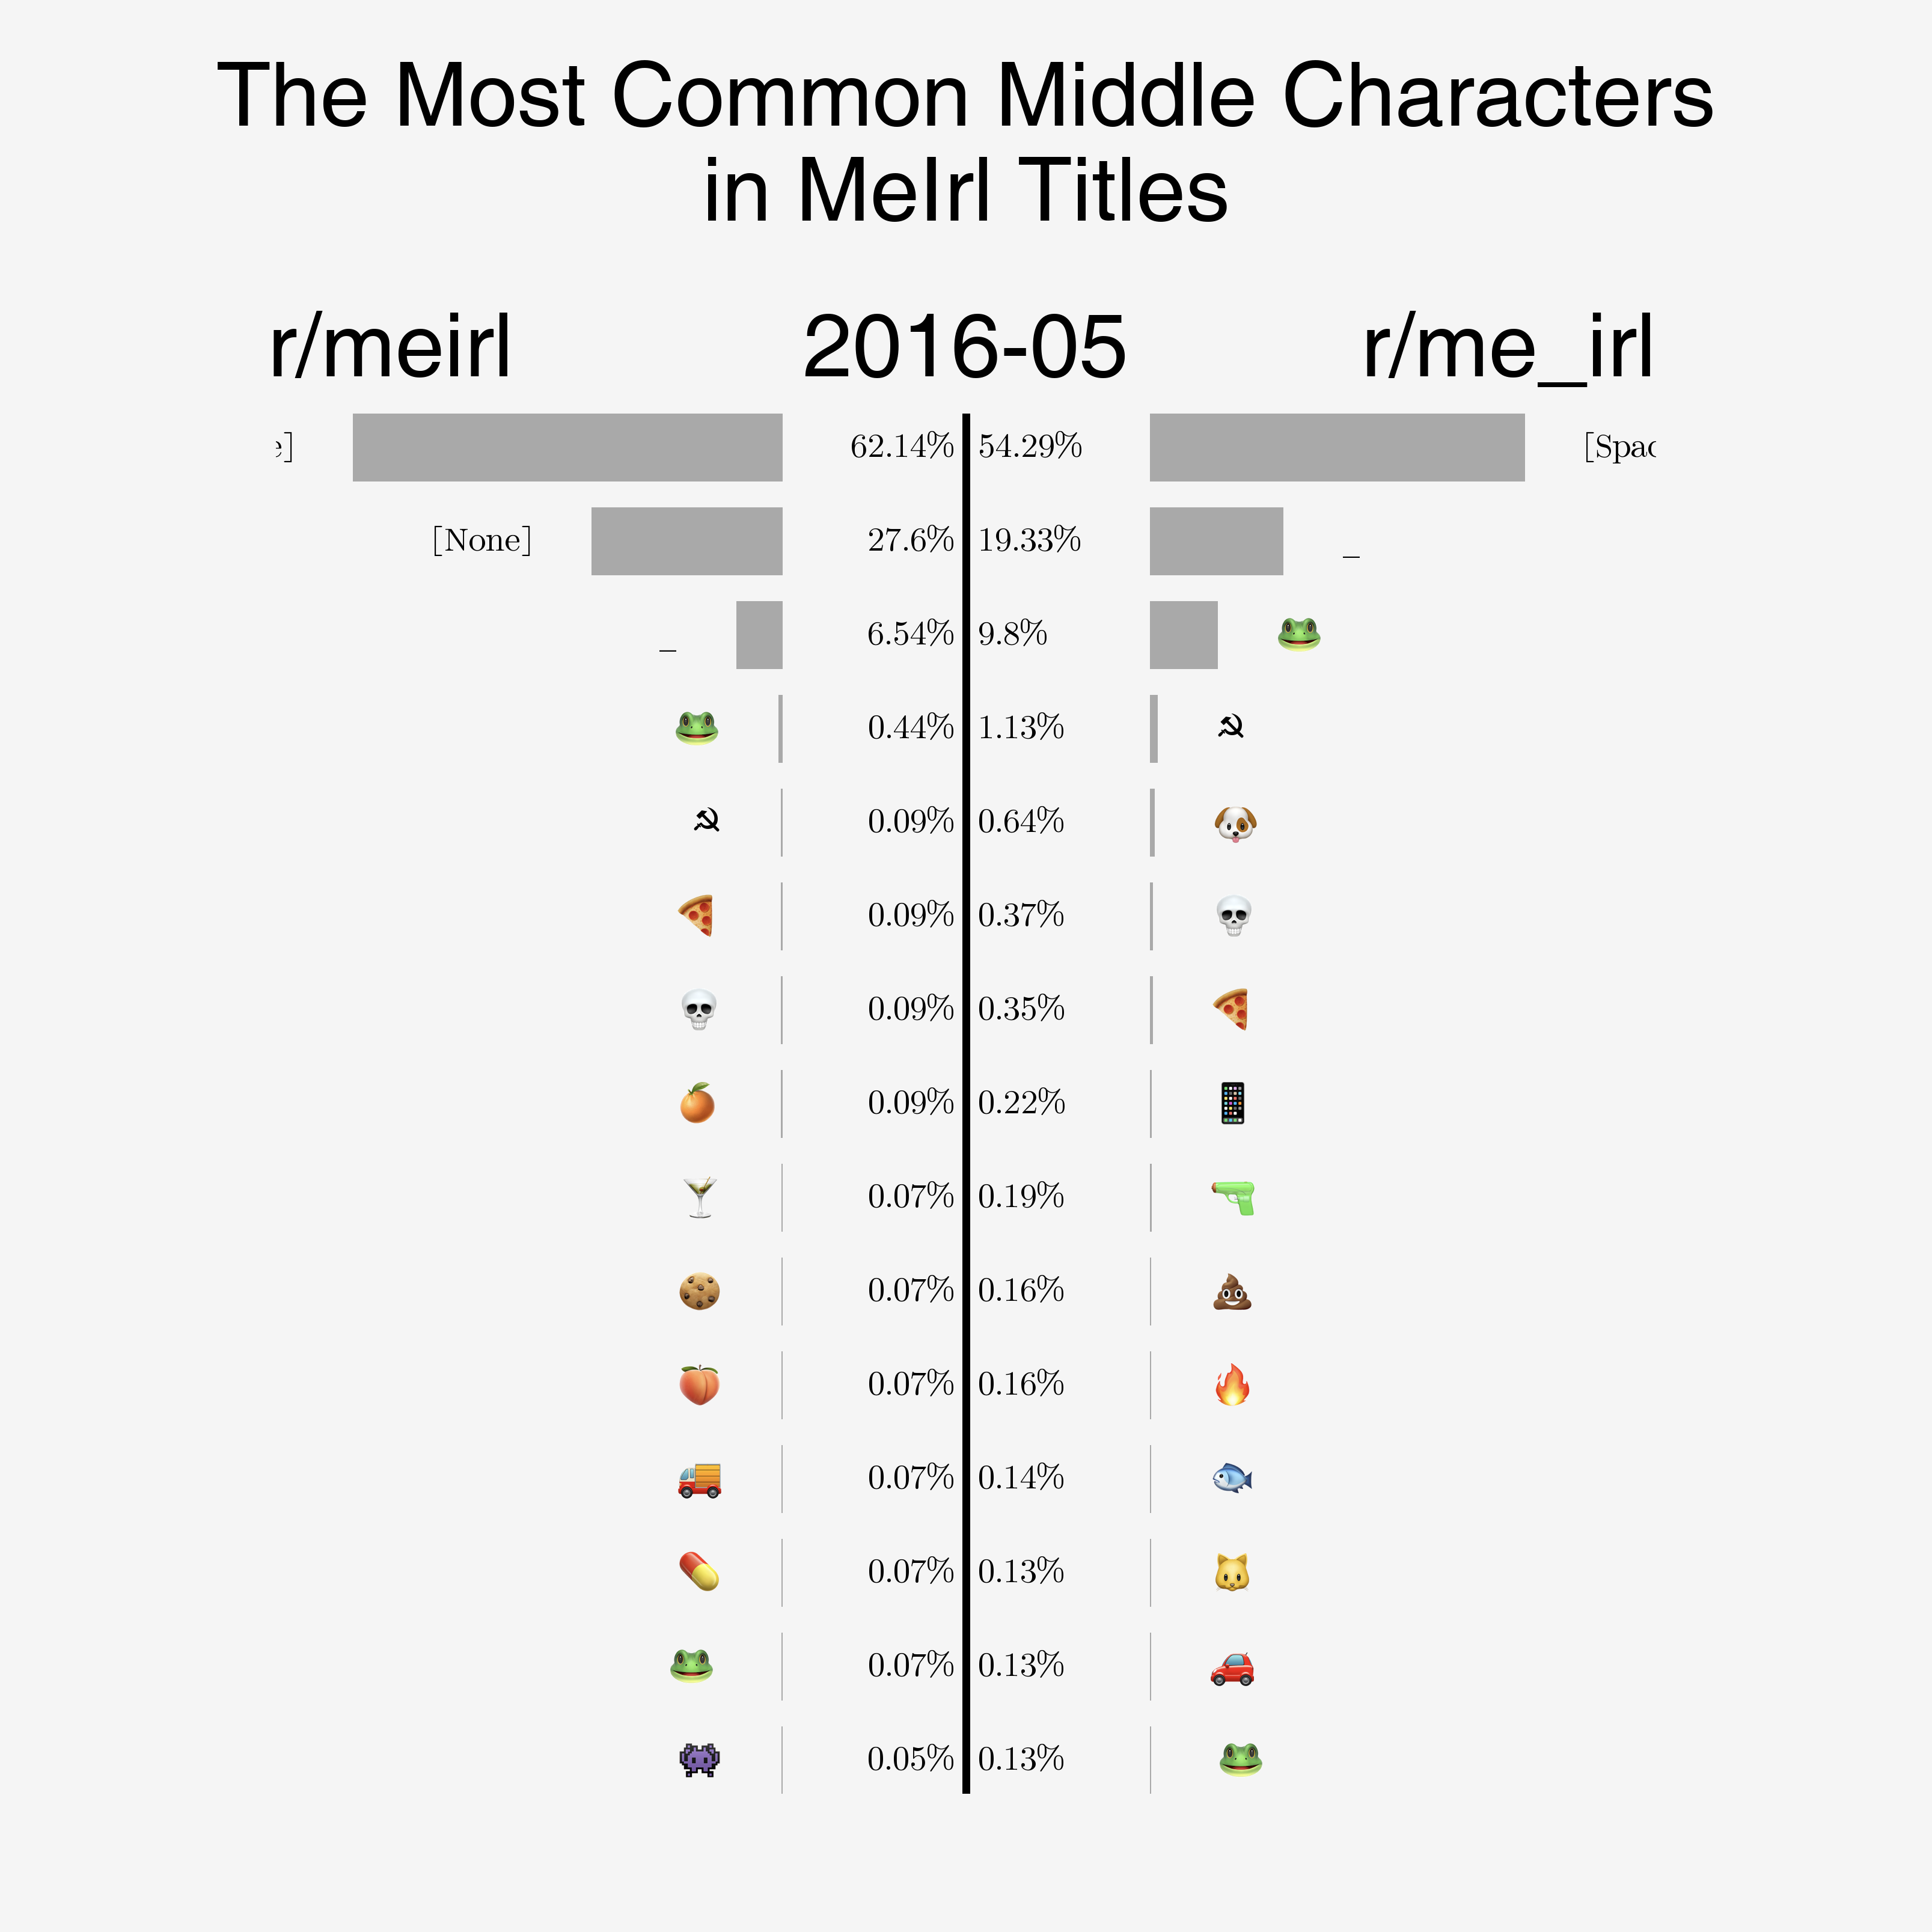 The Most Common Middle Characters
in MeIrl Titles
r/meirl 2016-05 r/me_irl
e] 62.14% 54.29% [Spac
[None] 27.6% 19.33% _
_ 6.54% 9.8% 🐸
🐸 0.44% 1.13% ☭
☭ 0.09% 0.64% 🐶
🍕 0.09% 0.37% 💀
💀 0.09% 0.35% 🍕
🍊 0.09% 0.22% 📱
🍸 0.07% 0.19% 🔫
🍪 0.07% 0.16% 💩
🍑 0.07% 0.16% 🔥
🚚 0.07% 0.14% 🐟
💊 0.07% 0.13% 🐱
🐸 0.07% 0.13% 🚗
👾 0.05% 0.13% 🐸